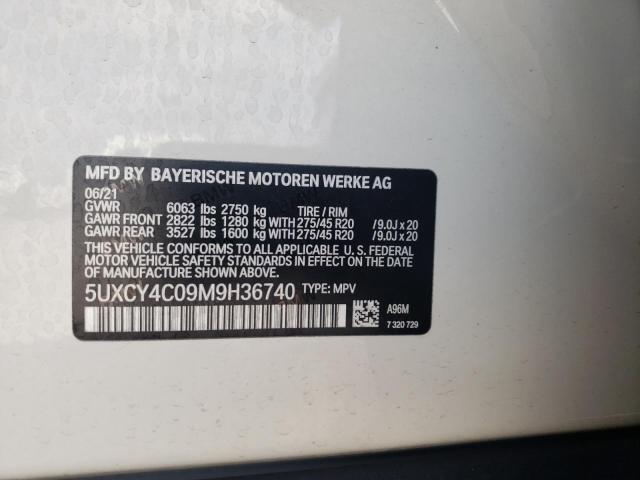 MFD BY BAYERISCHE MOTOREN WERKE AG
06/21
GVWR 6063 lbs 2750 kg TIRE / RIM
GAWR FRONT 2822 lbs 1280 kg WITH 275/45 R20 / 9.0J x 20
GAWR REAR 3527 lbs 1600 kg WITH 275/45 R20 / 9.0J x 20
THIS VEHICLE CONFORMS TO ALL APPLICABLE U. S. FEDERAL
MOTOR VEHICLE SAFETY STANDARDS IN EFFECT ON THE
DATE OF MANUFACTURE SHOWN ABOVE.
5UXCY4C09M9H36740 TYPE: MPV
A96M
7 320 729